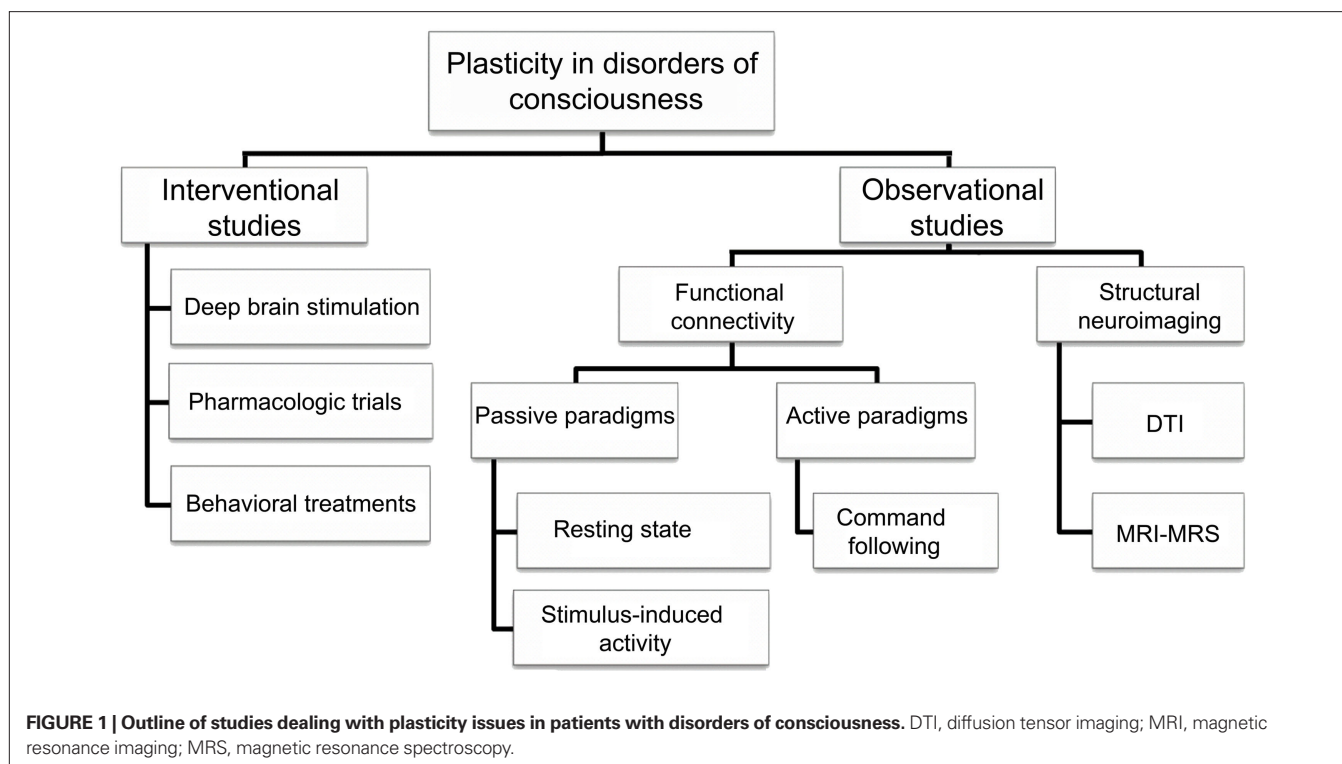 Plasticity in disorders of
consciousness
Interventional
studies
Observational
studies
Deep brain stimulation
Pharmacologic trials
Behavioral treatments
Functional
connectivity
Structural
neuroimaging
Passive paradigms
Active paradigms
Resting state
Stimulus-induced
activity
Command
following
DTI
MRI-MRS
FIGURE 1 | Outline of studies dealing with plasticity issues in patients with disorders of consciousness. DTI, diffusion tensor imaging; MRI, magnetic
resonance imaging; MRS, magnetic resonance spectroscopy.